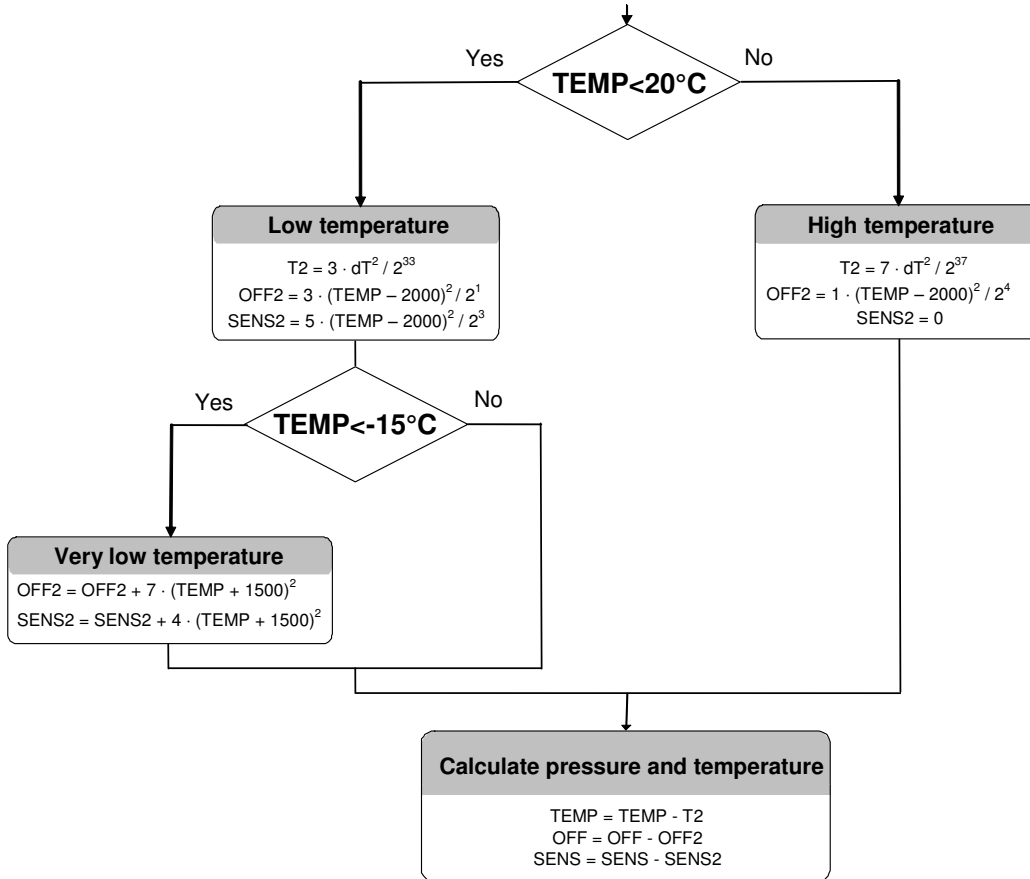 Yes
No
TEMP<20°C
Low temperature
T2 = 3 · dT² / 2³³
OFF2 = 3 · (TEMP – 2000)² / 2¹
SENS2 = 5 · (TEMP – 2000)² / 2³
High temperature
T2 = 7 · dT² / 2³⁷
OFF2 = 1 · (TEMP – 2000)² / 2⁴
SENS2 = 0
Yes
No
TEMP<-15°C
Very low temperature
OFF2 = OFF2 + 7 · (TEMP + 1500)²
SENS2 = SENS2 + 4 · (TEMP + 1500)²
Calculate pressure and temperature
TEMP = TEMP - T2
OFF = OFF - OFF2
SENS = SENS - SENS2